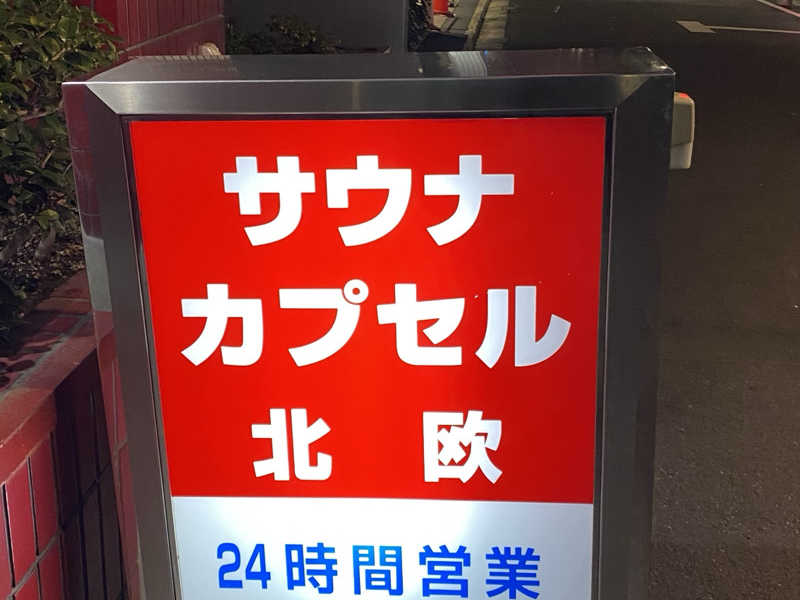 サウナ
カプセル
北欧
24時間営業